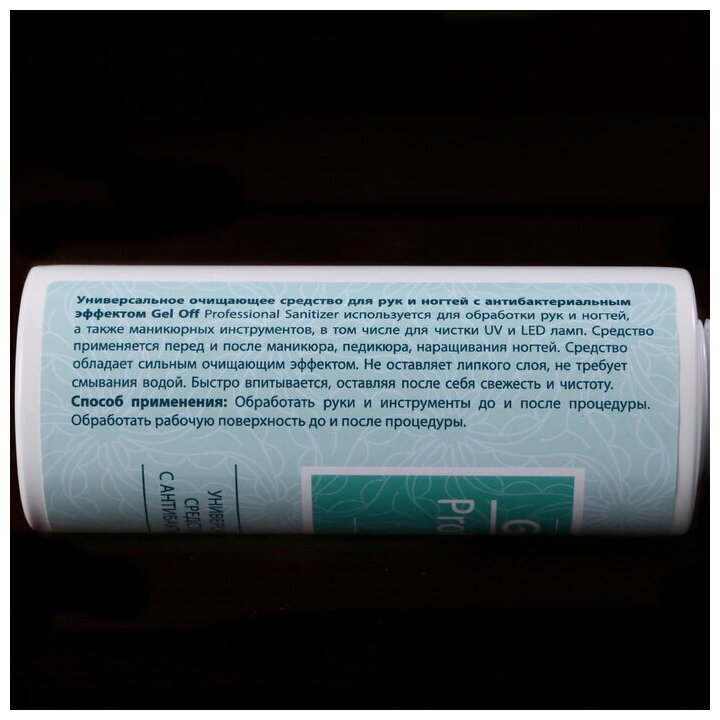 Универсальное очищающее средство для рук и ногтей с антибактериальным
эффектом Gel Off Professional Sanitizer используется для обработки рук и ногтей,
а также маникюрных инструментов, в том числе для чистки UV и LED ламп. Средство
применяется перед и после маникюра, педикюра, наращивания ногтей. Средство
обладает сильным очищающим эффектом. Не оставляет липкого слоя, не требует
смывания водой. Быстро впитывается, оставляя после себя свежесть и чистоту.
Способ применения: Обработать руки и инструменты до и после процедуры.
Обработать рабочую поверхность до и после процедуры.